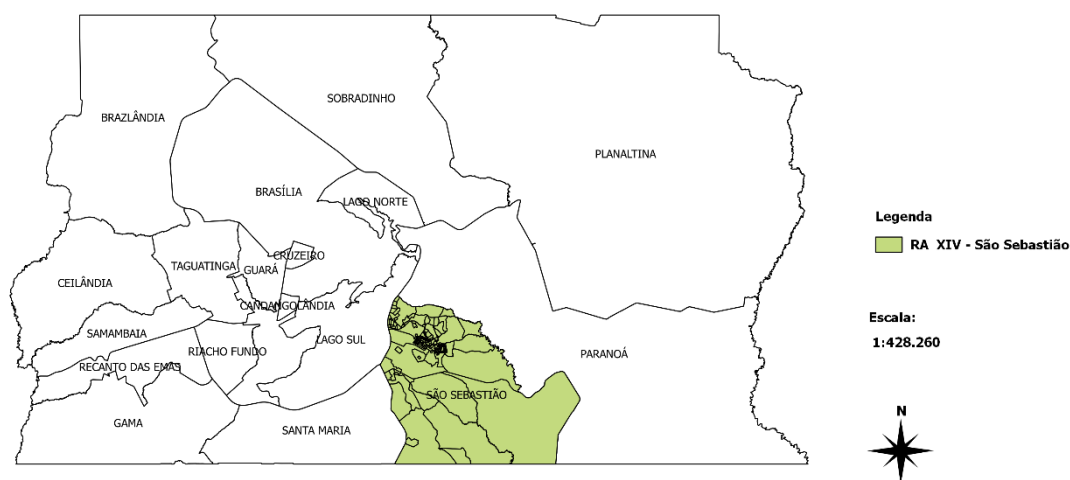 SOBRADINHO
BRAZLÂNDIA
PLANALTINA
BRASÍLIA
LAGO NORTE
Legenda
RA XIV - São Sebastião
CRUZEIRO
TAGUATINGA
GUARÁ
CEILÂNDIA
CANDANGOLÂNDIA
Escala:
1:428.260
SAMAMBAIA
LAGO SUL
RIACHO FUNDO
PARANOÁ
RECANTO DAS EMAS
SÃO SEBASTIÃO
GAMA
SANTA MARIA
N